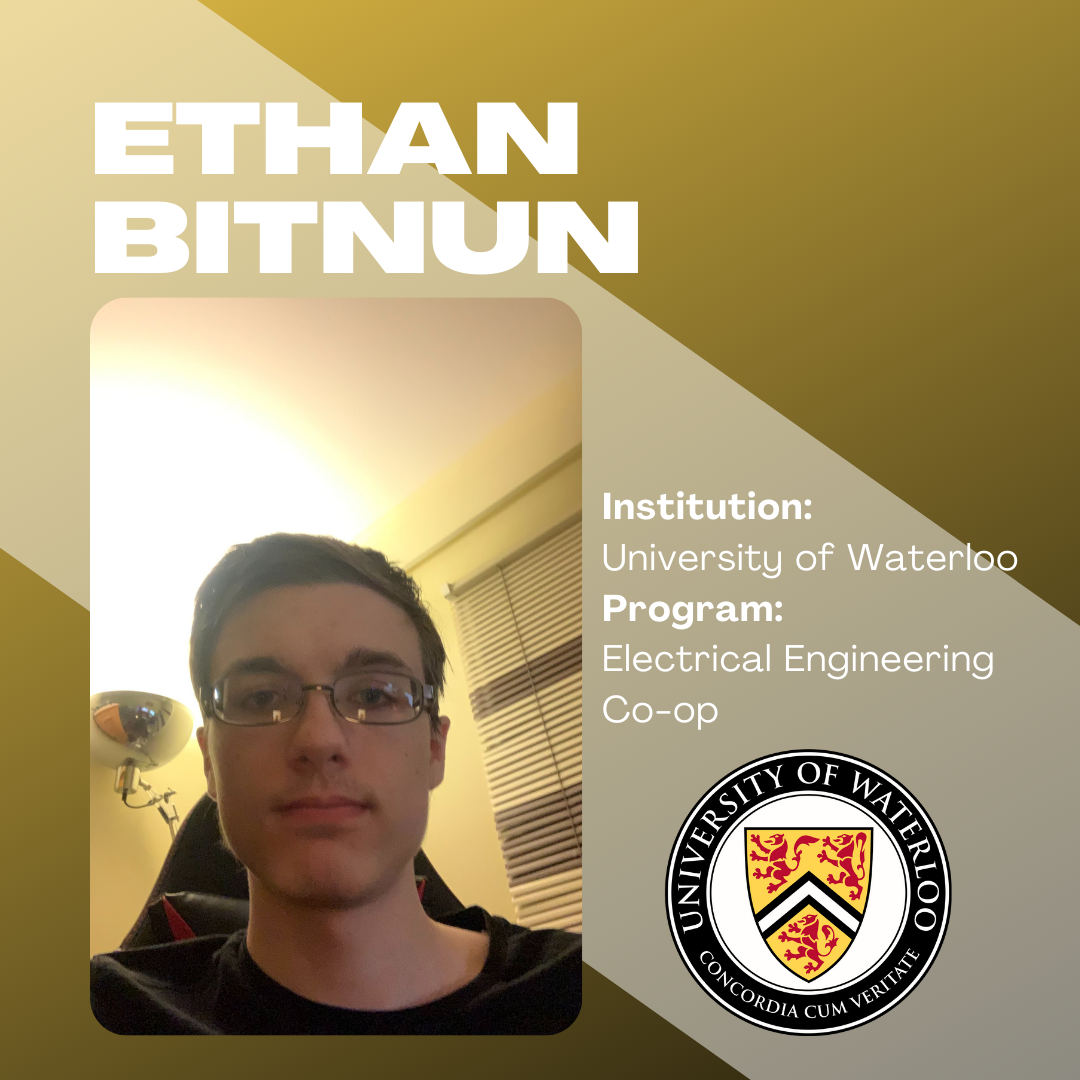 ETHAN
BITNUN
Institution:
University of Waterloo
Program:
Electrical Engineering
Co-op
UNIVERSITY OF WATERLOO
CONCORDIA CUM VERITATE